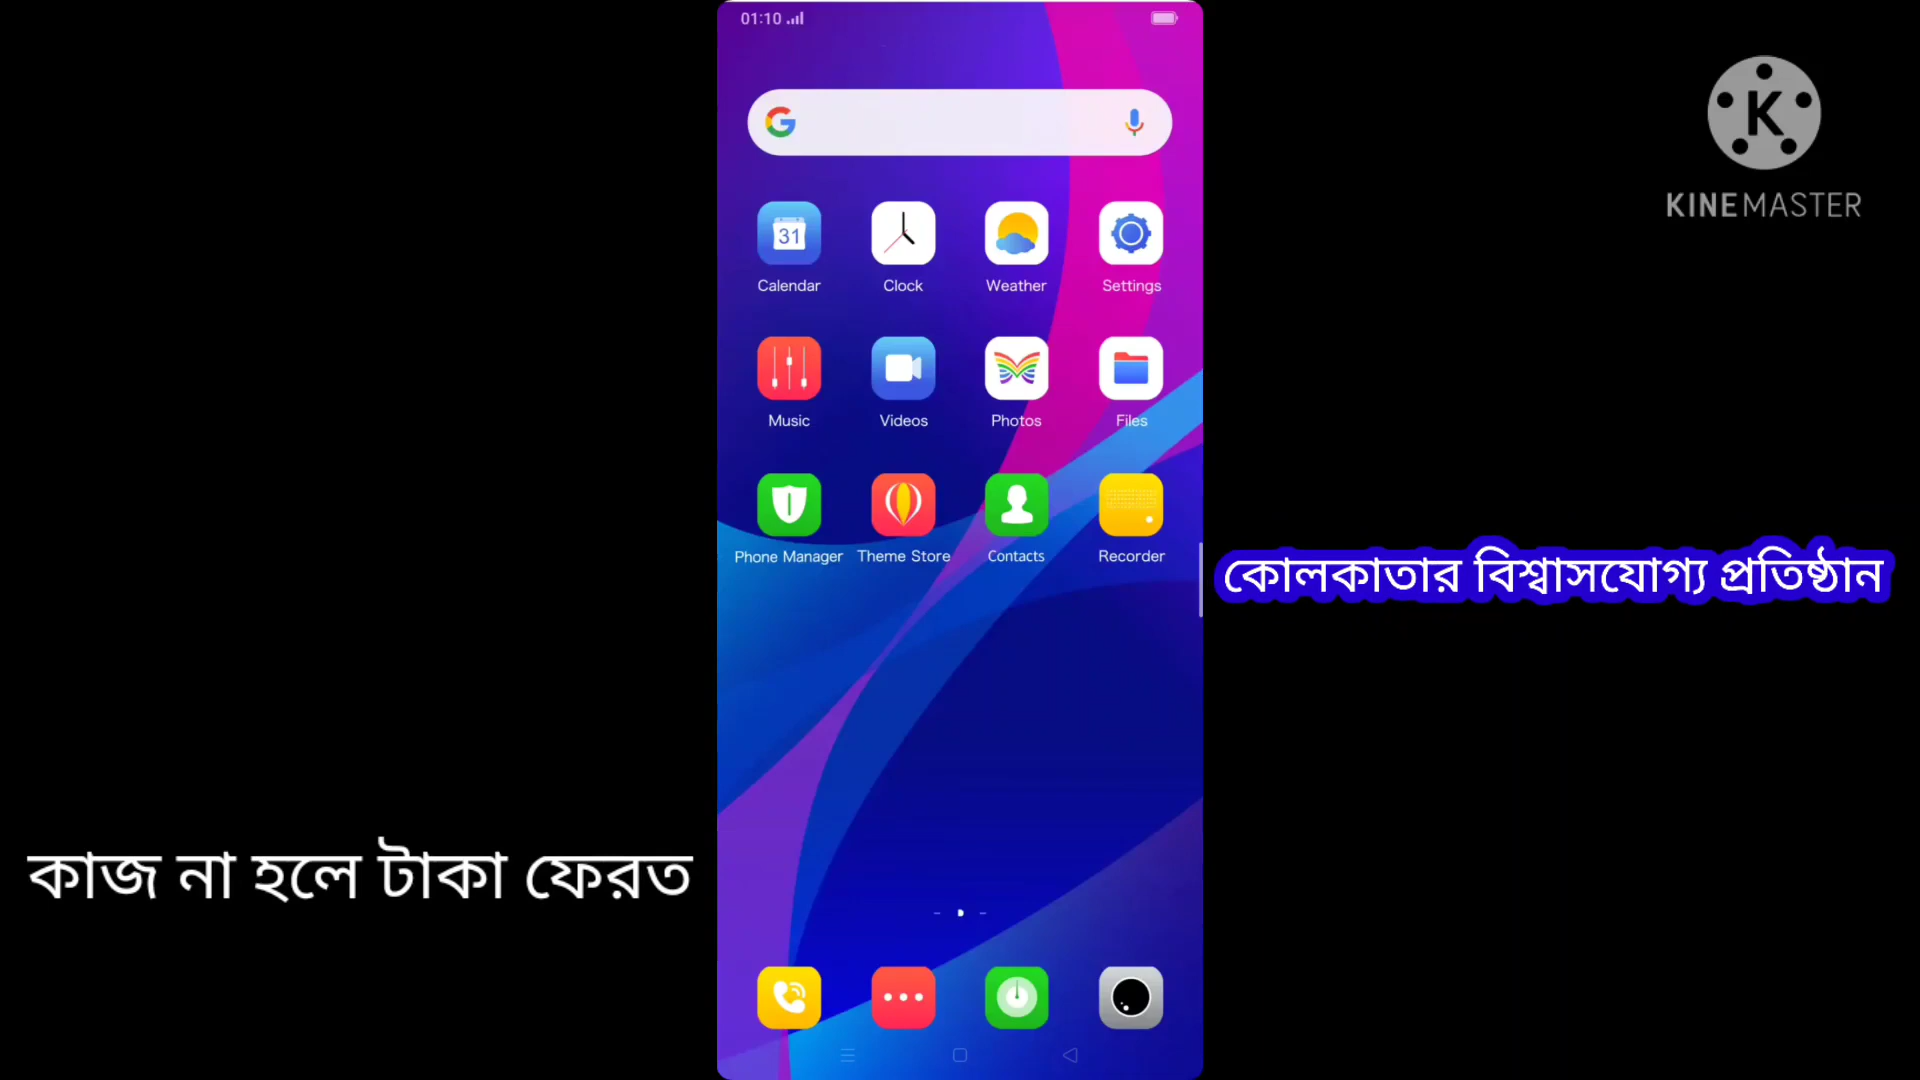 01:10
K
KINEMASTER
31
Calendar Clock Weather Settings
Music Videos Photos Files
Phone Manager Theme Store Contacts Recorder
কোলকাতার বিশ্বাসযোগ্য প্রতিষ্ঠান
কাজ না হলে টাকা ফেরত